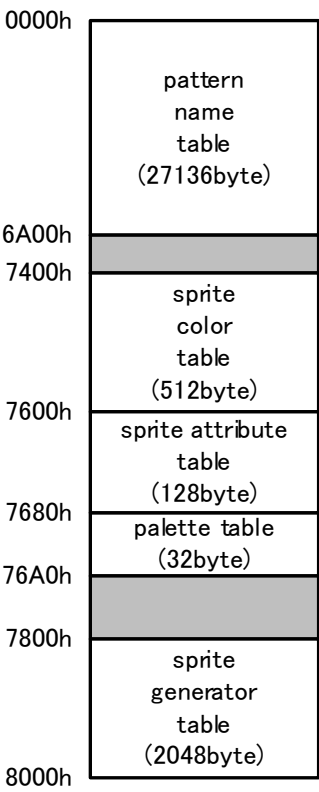 0000h
pattern
name
table
(27136byte)
6A00h
7400h
sprite
color
table
(512byte)
7600h
sprite attribute
table
(128byte)
7680h
palette table
(32byte)
76A0h
7800h
sprite
generator
table
(2048byte)
8000h